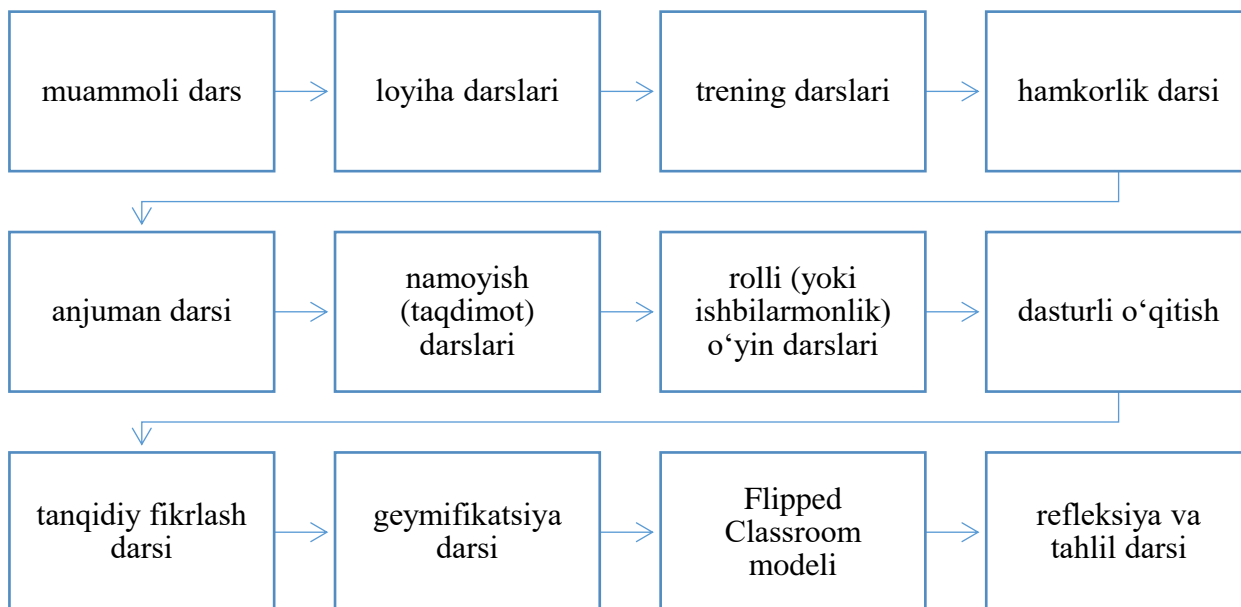 muammoli dars
loyiha darslari
trening darslari
hamkorlik darsi
anjuman darsi
namoyish
(taqdimot)
darslari
rolli (yoki
ishbilarmonlik)
o‘yin darslari
dasturli o‘qitish
tanqidiy fikrlash
darsi
geymifikatsiya
darsi
Flipped
Classroom
modeli
refleksiya va
tahlil darsi